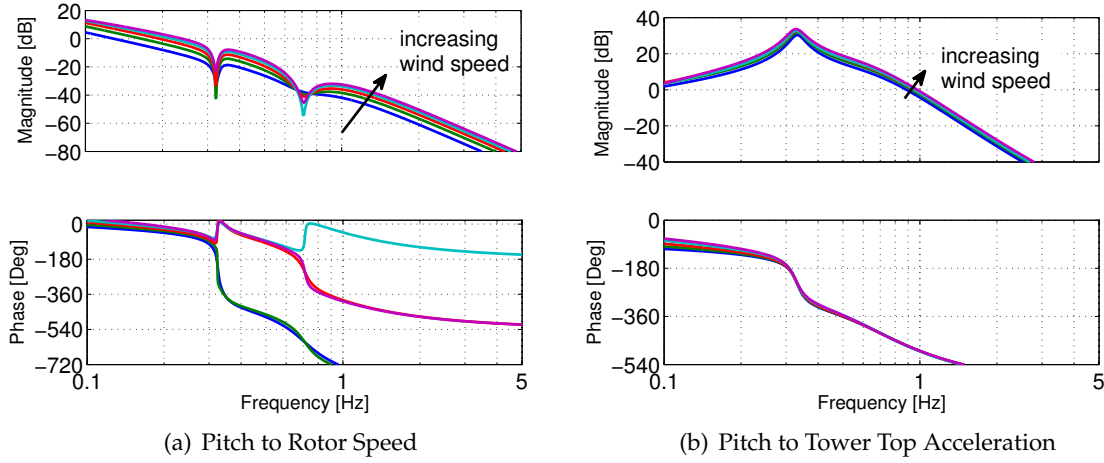 20
0
−20
−40
−60
−80
Magnitude [dB]
increasing
wind speed
0
−180
−360
−540
−720
Phase [Deg]
0.1
1
5
Frequency [Hz]
(a) Pitch to Rotor Speed
40
20
0
−20
−40
Magnitude [dB]
increasing
wind speed
0
−180
−360
−540
Phase [Deg]
0.1
1
5
Frequency [Hz]
(b) Pitch to Tower Top Acceleration